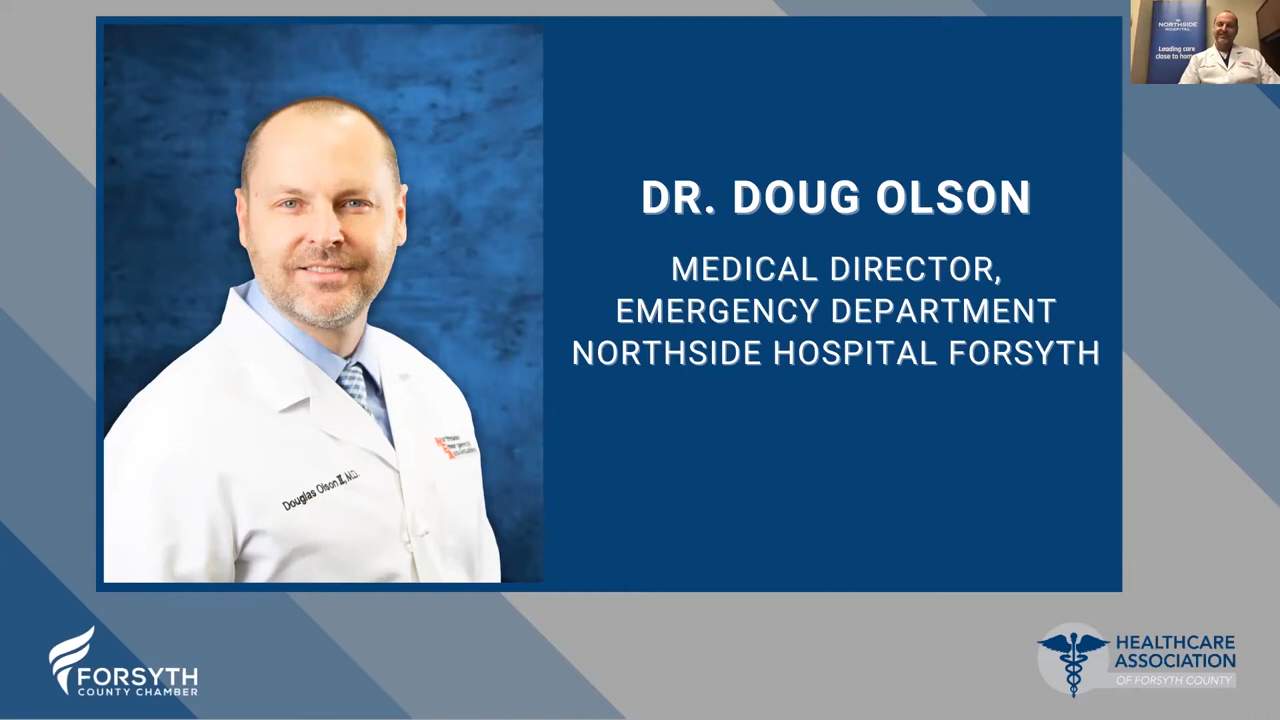 NORTHSIDE
HOSPITAL
Leading care
close to home
DR. DOUG OLSON
MEDICAL DIRECTOR,
EMERGENCY DEPARTMENT
NORTHSIDE HOSPITAL FORSYTH
Douglas Olson II, M.D.
FORSYTH
COUNTY CHAMBER
HEALTHCARE
ASSOCIATION
OF FORSYTH COUNTY